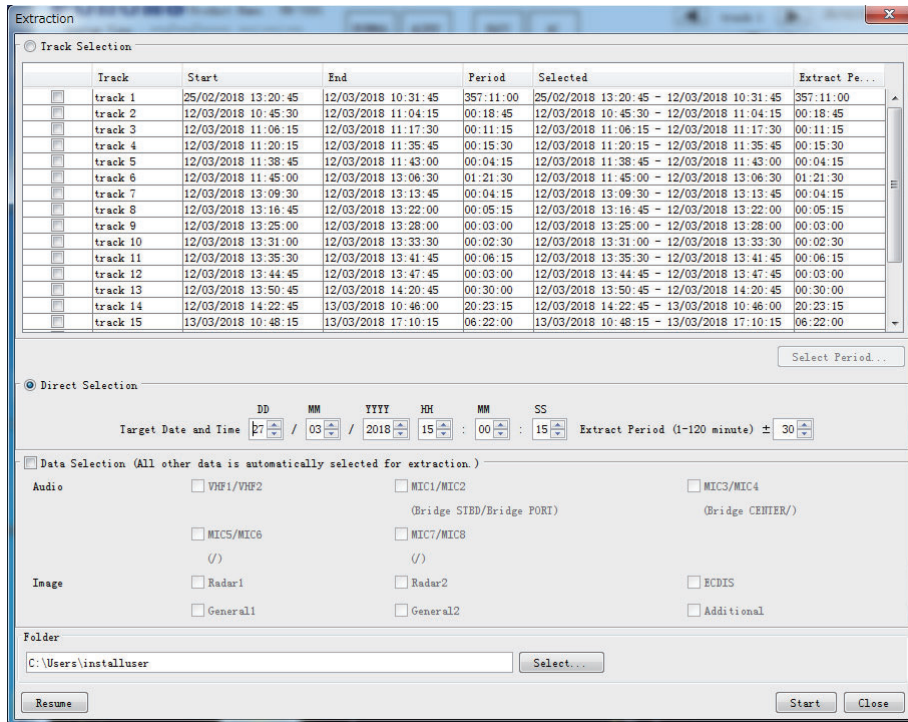 Extraction
Track Selection
Track Start End Period Selected Extract Pe...
track 1 25/02/2018 13:20:45 12/03/2018 10:31:45 357:11:00 25/02/2018 13:20:45 - 12/03/2018 10:31:45 357:11:00
track 2 12/03/2018 10:45:30 12/03/2018 11:04:15 00:18:45 12/03/2018 10:45:30 - 12/03/2018 11:04:15 00:18:45
track 3 12/03/2018 11:06:15 12/03/2018 11:17:30 00:11:15 12/03/2018 11:06:15 - 12/03/2018 11:17:30 00:11:15
track 4 12/03/2018 11:20:15 12/03/2018 11:35:45 00:15:30 12/03/2018 11:20:15 - 12/03/2018 11:35:45 00:15:30
track 5 12/03/2018 11:38:45 12/03/2018 11:43:00 00:04:15 12/03/2018 11:38:45 - 12/03/2018 11:43:00 00:04:15
track 6 12/03/2018 11:45:00 12/03/2018 13:06:30 01:21:30 12/03/2018 11:45:00 - 12/03/2018 13:06:30 01:21:30
track 7 12/03/2018 13:09:30 12/03/2018 13:13:45 00:04:15 12/03/2018 13:09:30 - 12/03/2018 13:13:45 00:04:15
track 8 12/03/2018 13:16:45 12/03/2018 13:22:00 00:05:15 12/03/2018 13:16:45 - 12/03/2018 13:22:00 00:05:15
track 9 12/03/2018 13:25:00 12/03/2018 13:28:00 00:03:00 12/03/2018 13:25:00 - 12/03/2018 13:28:00 00:03:00
track 10 12/03/2018 13:31:00 12/03/2018 13:33:30 00:02:30 12/03/2018 13:31:00 - 12/03/2018 13:33:30 00:02:30
track 11 12/03/2018 13:35:30 12/03/2018 13:41:45 00:06:15 12/03/2018 13:35:30 - 12/03/2018 13:41:45 00:06:15
track 12 12/03/2018 13:44:45 12/03/2018 13:47:45 00:03:00 12/03/2018 13:44:45 - 12/03/2018 13:47:45 00:03:00
track 13 12/03/2018 13:50:45 12/03/2018 14:20:45 00:30:00 12/03/2018 13:50:45 - 12/03/2018 14:20:45 00:30:00
track 14 12/03/2018 14:22:45 13/03/2018 10:46:00 20:23:15 12/03/2018 14:22:45 - 13/03/2018 10:46:00 20:23:15
track 15 13/03/2018 10:48:15 13/03/2018 17:10:15 06:22:00 13/03/2018 10:48:15 - 13/03/2018 17:10:15 06:22:00
Select Period...
Direct Selection
DD MM YYYY HH MM SS
Target Date and Time 27 / 03 / 2018 15 : 00 : 15 Extract Period (1-120 minute) ± 30
Data Selection (All other data is automatically selected for extraction.)
Audio VHF1/VHF2 MIC1/MIC2 MIC3/MIC4
(Bridge STBD/Bridge PORT) (Bridge CENTER/)
MIC5/MIC6 MIC7/MIC8
(/) (/)
Image Radar1 Radar2 ECDIS
General1 General2 Additional
Folder
C:\Users\installuser Select...
Resume Start Close